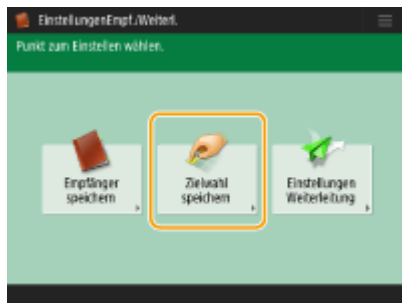 EinstellungenEmpf./Weiterl.
Punkt zum Einstellen wählen.
Empfänger
speichern
Zielwahl
speichern
Einstellungen
Weiterleitung